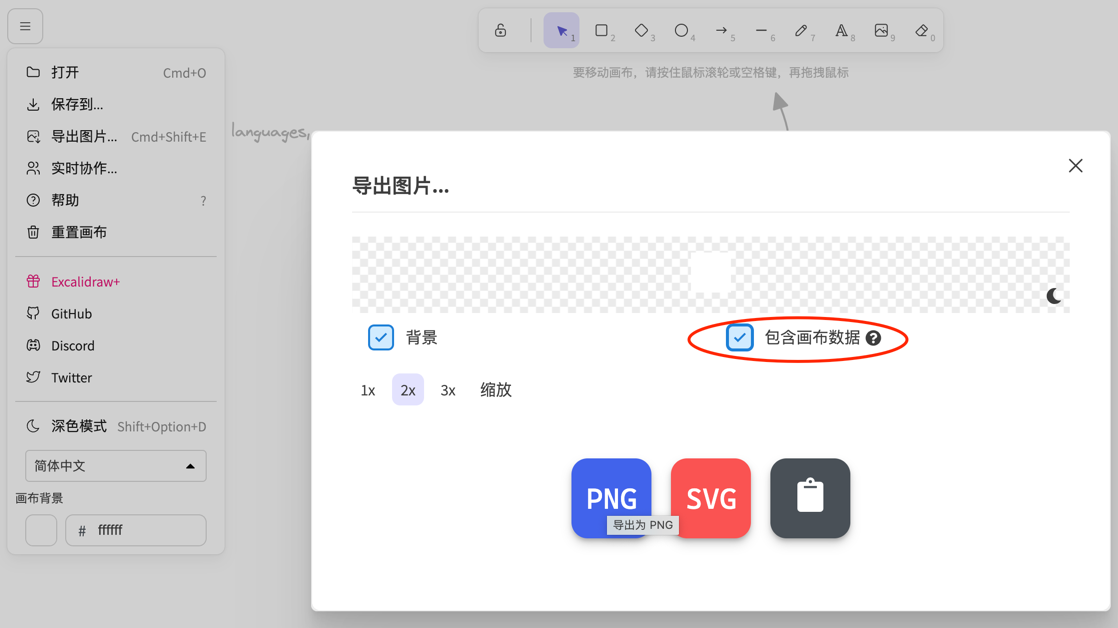 1
2
3
4
5
6
7
A 8
9
0
要移动画布，请按住鼠标滚轮或空格键，再拖拽鼠标
打开 Cmd+O
保存到...
导出图片... Cmd+Shift+E
实时协作...
帮助 ?
重置画布
Excalidraw+
GitHub
Discord
Twitter
深色模式 Shift+Option+D
简体中文
画布背景
# ffffff
languages,
导出图片...
背景
包含画布数据 ?
1x 2x 3x 缩放
PNG
SVG
导出为 PNG